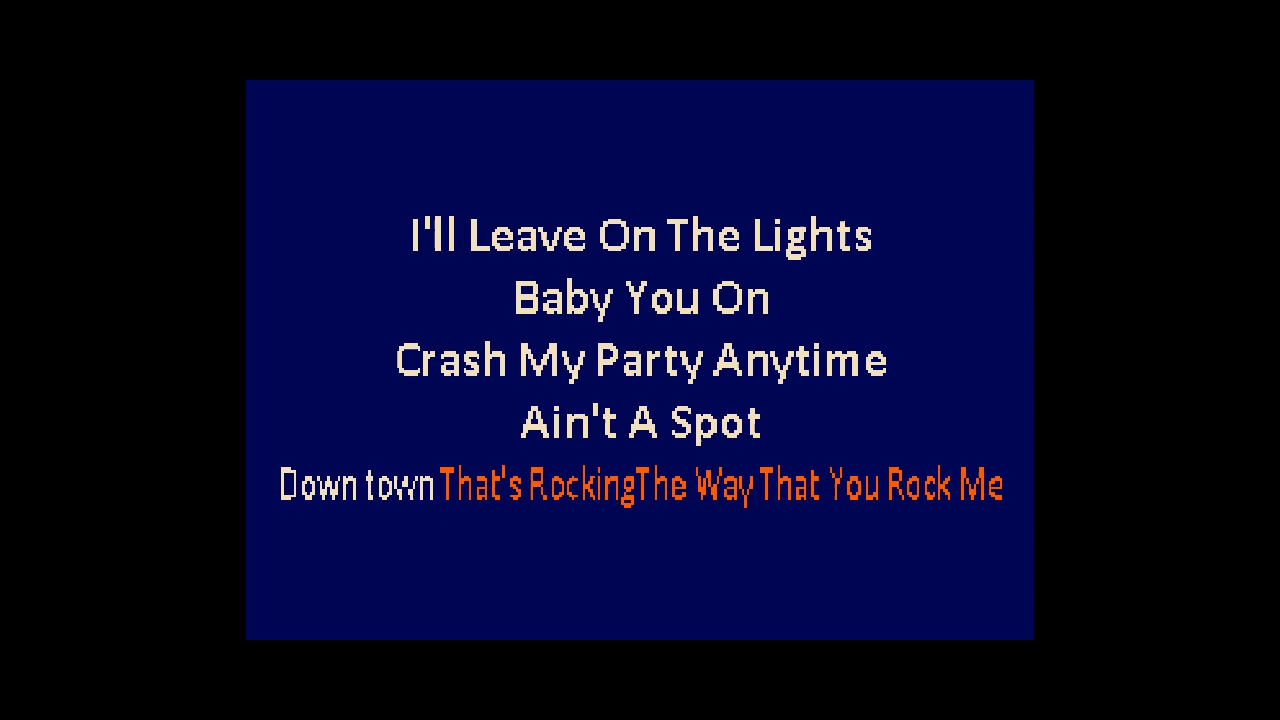 I'll Leave On The Lights
Baby You On
Crash My Party Anytime
Ain't A Spot
Down town That's RockingThe Way That You Rock Me